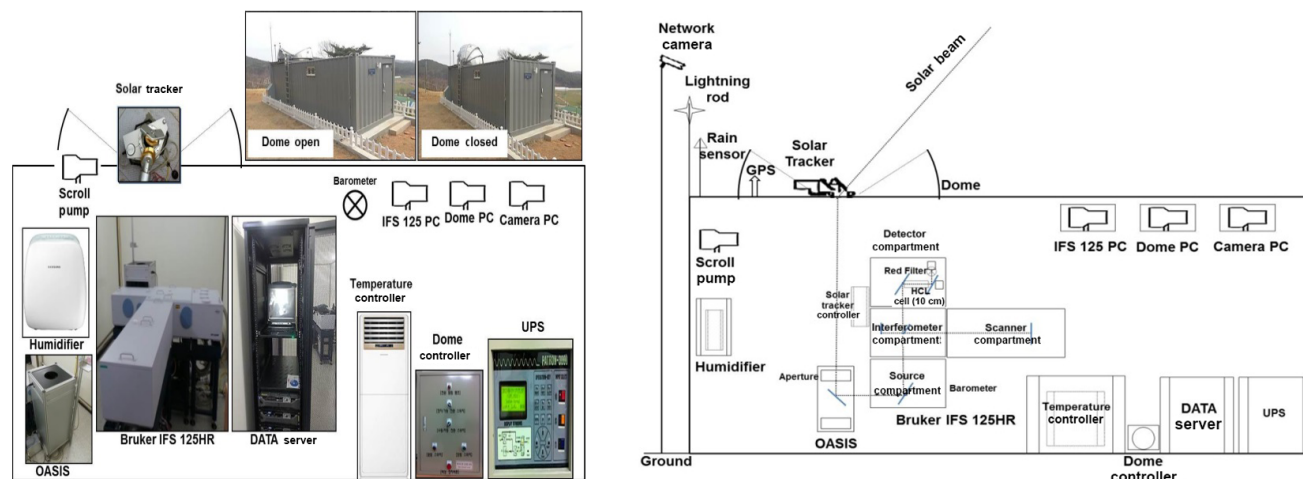 Solar tracker
Dome open
Dome closed
Scroll
pump
Barometer
IFS 125 PC
Dome PC
Camera PC
Temperature
controller
Humidifier
Dome
controller
UPS
OASIS
Bruker IFS 125HR
DATA server
Network
camera
Solar beam
Lightning
rod
Rain
sensor
Solar
Tracker
GPS
Dome
Detector
compartment
IFS 125 PC
Dome PC
Camera PC
Scroll
pump
Red Filter
HCL
cell (10 cm)
Solar
tracker
controller
Interferometer
compartment
Scanner
compartment
Humidifier
Aperture
Source
compartment
Barometer
Bruker IFS 125HR
OASIS
Temperature
controller
DATA
server
UPS
Ground
Dome
controller